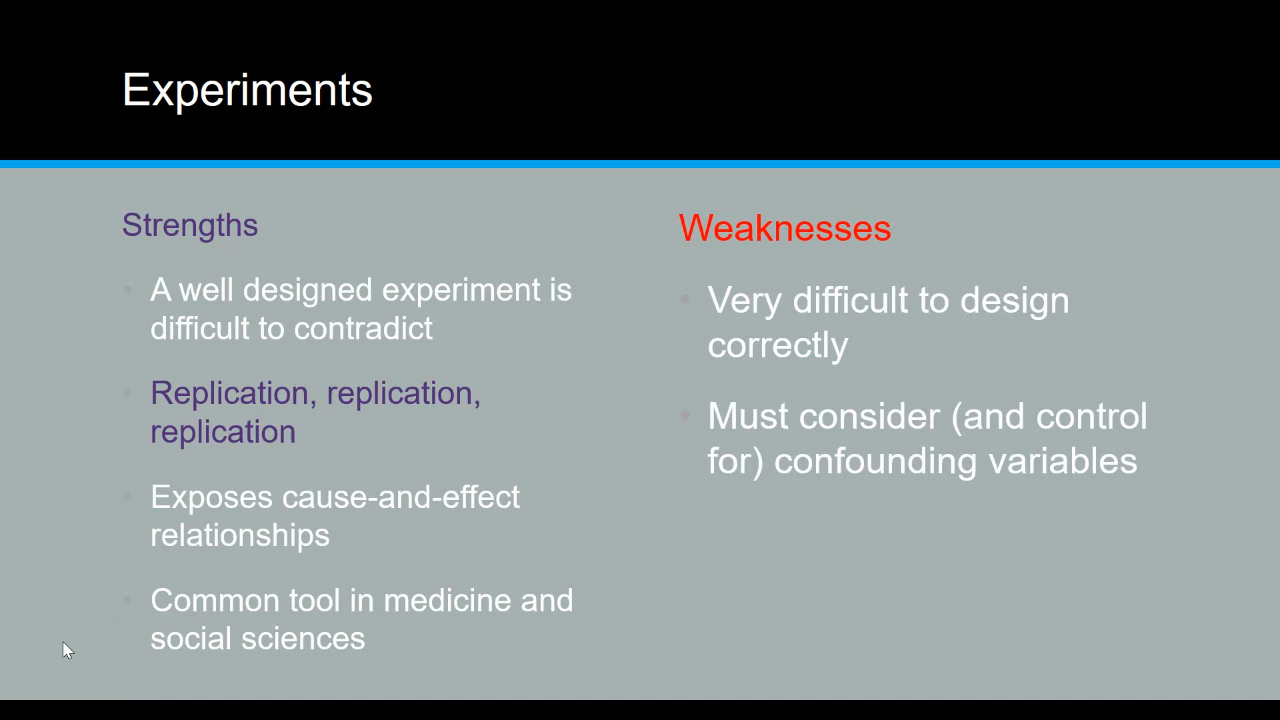 Experiments
Strengths
A well designed experiment is
difficult to contradict
Replication, replication,
replication
Exposes cause-and-effect
relationships
Common tool in medicine and
social sciences
Weaknesses
Very difficult to design
correctly
Must consider (and control
for) confounding variables